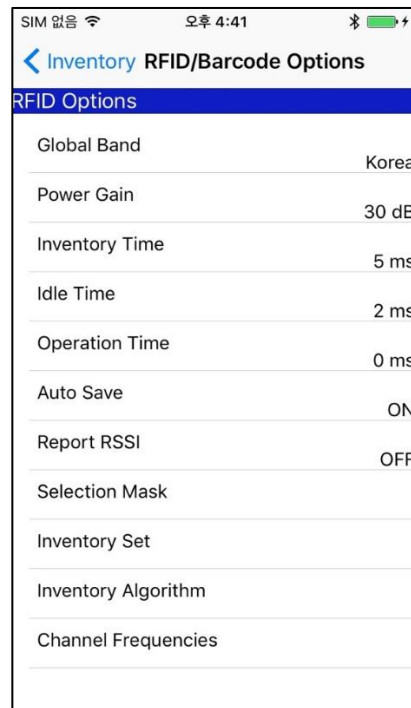 SIM 없음 오후 4:41
Inventory RFID/Barcode Options
RFID Options
Global Band
Korea
Power Gain
30 dB
Inventory Time
5 ms
Idle Time
2 ms
Operation Time
0 ms
Auto Save
ON
Report RSSI
OFF
Selection Mask
Inventory Set
Inventory Algorithm
Channel Frequencies